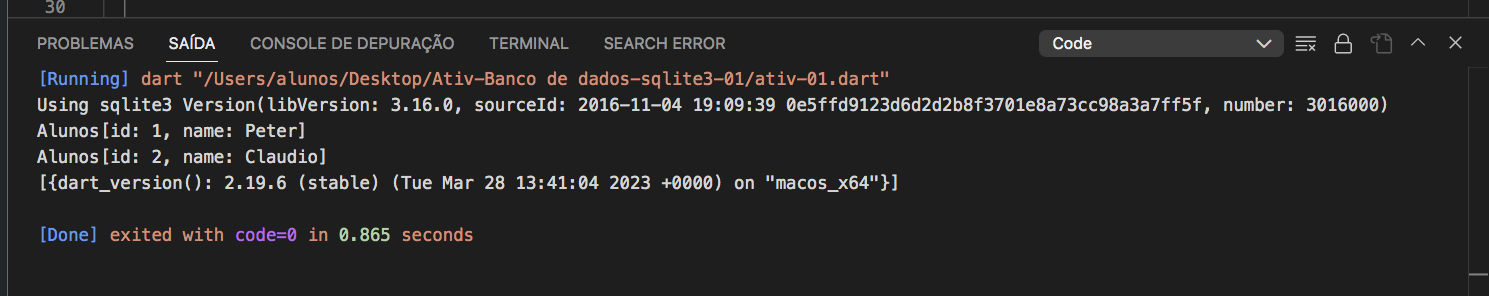 30
PROBLEMAS SAÍDA CONSOLE DE DEPURAÇÃO TERMINAL SEARCH ERROR Code
[Running] dart "/Users/alunos/Desktop/Ativ-Banco de dados-sqlite3-01/ativ-01.dart"
Using sqlite3 Version(libVersion: 3.16.0, sourceId: 2016-11-04 19:09:39 0e5ffd9123d6d2d2b8f3701e8a73cc98a3a7ff5f, number: 3016000)
Alunos[id: 1, name: Peter]
Alunos[id: 2, name: Claudio]
[{dart_version(): 2.19.6 (stable) (Tue Mar 28 13:41:04 2023 +0000) on "macos_x64"}]
[Done] exited with code=0 in 0.865 seconds